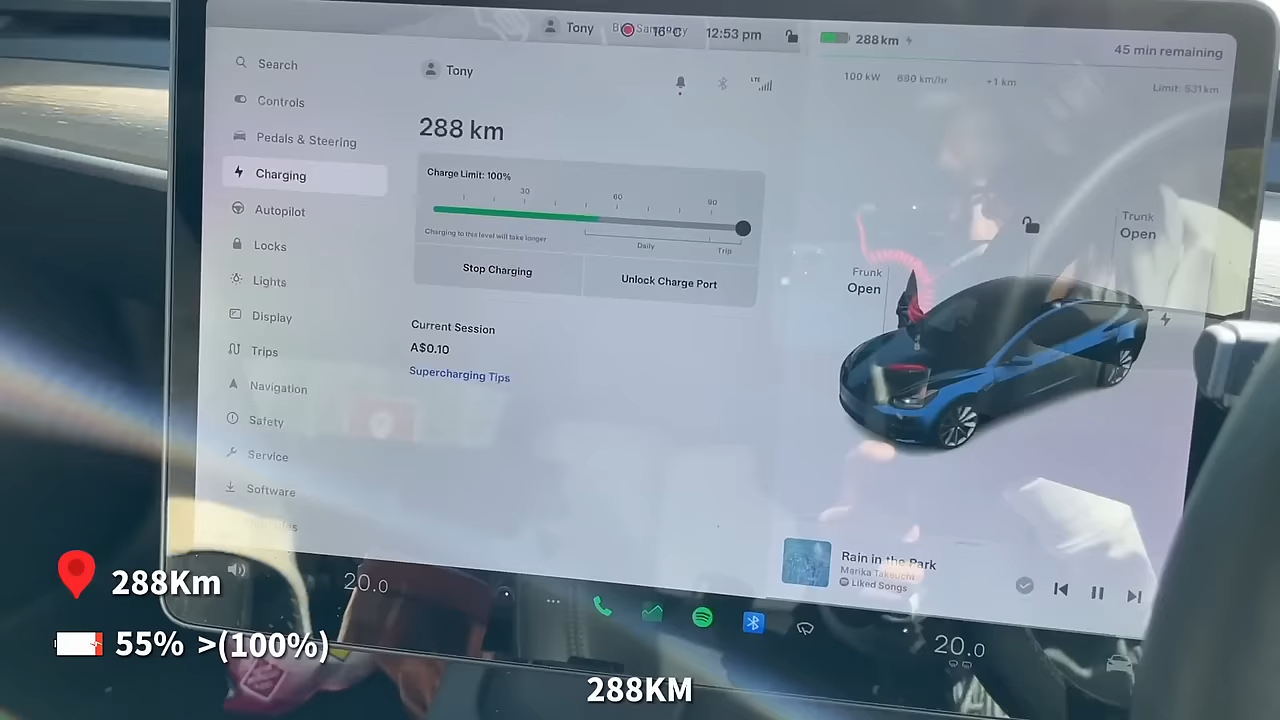 Tony
16°C
12:53 pm
288 km
45 min remaining
100 kW
680 km/hr
+1 km
Limit: 531 km
Search
Controls
Pedals & Steering
Charging
Autopilot
Locks
Lights
Display
Trips
Navigation
Safety
Service
Software
Tony
LTE
288 km
Charge Limit: 100%
30
60
90
Charging to this level will take longer
Daily
Trip
Stop Charging
Unlock Charge Port
Current Session
A$0.10
Supercharging Tips
Trunk
Open
Frunk
Open
Rain in the Park
Marika Takeuchi
Liked Songs
20.0
20.0
288Km
55% >(100%)
288KM